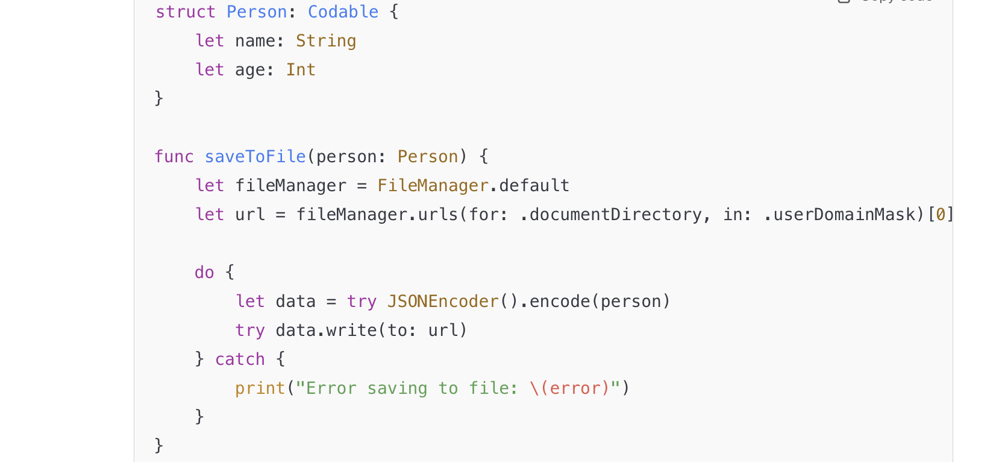 struct Person: Codable {
    let name: String
    let age: Int
}

func saveToFile(person: Person) {
    let fileManager = FileManager.default
    let url = fileManager.urls(for: .documentDirectory, in: .userDomainMask)[0]

    do {
        let data = try JSONEncoder().encode(person)
        try data.write(to: url)
    } catch {
        print("Error saving to file: \(error)")
    }
}